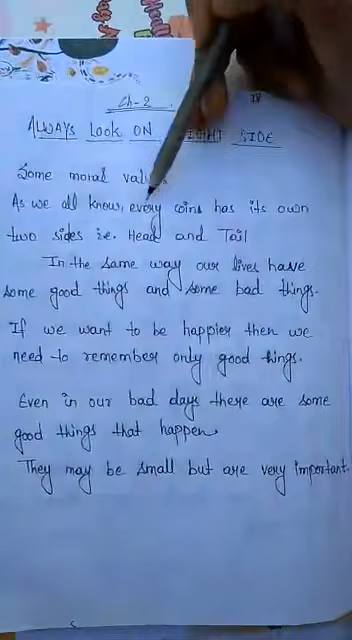 Ch-2
IV
ALWAYS LOOK ON SIDE
Some moral
As we all know, every coins has its own
two sides i.e. Head and Tail
In the same way our lives have
some good things and some bad things.
If we want to be happier then we
need to remember only good things.
Even in our bad days there are some
good things that happen.
They may be small but are very important.